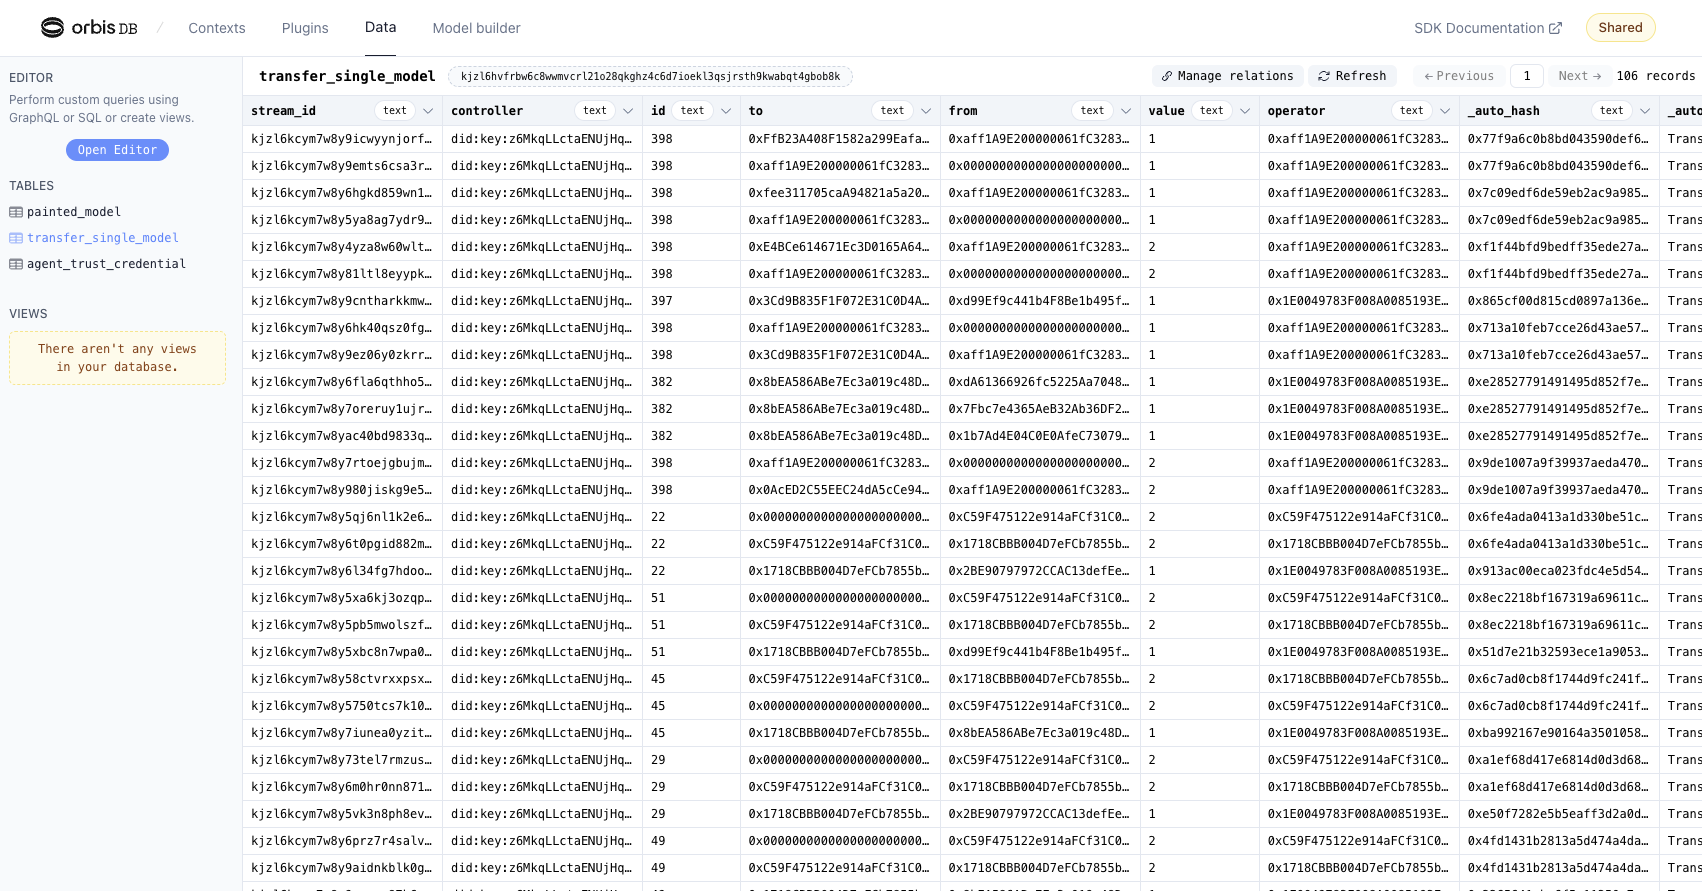 orbis DB / Contexts Plugins Data Model builder SDK Documentation Shared
EDITOR
Perform custom queries using
GraphQL or SQL or create views.
Open Editor
TABLES
painted_model
transfer_single_model
agent_trust_credential
VIEWS
There aren't any views
in your database.
transfer_single_model kjzl6hvfrbw6c8wwmvcrl21o28qkghz4c6d7ioekl3qsjrsth9kwabqt4gbob8k Manage relations Refresh ← Previous 1 Next → 106 records
stream_id text controller text id text to text from text value text operator text _auto_hash text _auto
kjzl6kcym7w8y9icwyynjorf… did:key:z6MkqLLctaENUjHq… 398 0xFfB23A408F1582a299Eafa… 0xaff1A9E200000061fC3283… 1 0xaff1A9E200000061fC3283… 0x77f9a6c0b8bd043590def6… Trans
kjzl6kcym7w8y9emts6csa3r… did:key:z6MkqLLctaENUjHq… 398 0xaff1A9E200000061fC3283… 0x0000000000000000000000… 1 0xaff1A9E200000061fC3283… 0x77f9a6c0b8bd043590def6… Trans
kjzl6kcym7w8y6hgkd859wn1… did:key:z6MkqLLctaENUjHq… 398 0xfee311705caA94821a5a20… 0xaff1A9E200000061fC3283… 1 0xaff1A9E200000061fC3283… 0x7c09edf6de59eb2ac9a985… Trans
kjzl6kcym7w8y5ya8ag7ydr9… did:key:z6MkqLLctaENUjHq… 398 0xaff1A9E200000061fC3283… 0x0000000000000000000000… 1 0xaff1A9E200000061fC3283… 0x7c09edf6de59eb2ac9a985… Trans
kjzl6kcym7w8y4yza8w60wlt… did:key:z6MkqLLctaENUjHq… 398 0xE4BCe614671Ec3D0165A64… 0xaff1A9E200000061fC3283… 2 0xaff1A9E200000061fC3283… 0xf1f44bfd9bedff35ede27a… Trans
kjzl6kcym7w8y81ltl8eyypk… did:key:z6MkqLLctaENUjHq… 398 0xaff1A9E200000061fC3283… 0x0000000000000000000000… 2 0xaff1A9E200000061fC3283… 0xf1f44bfd9bedff35ede27a… Trans
kjzl6kcym7w8y9cntharkkmw… did:key:z6MkqLLctaENUjHq… 397 0x3Cd9B835F1F072E31C0D4A… 0xd99Ef9c441b4F8Be1b495f… 1 0x1E0049783F008A0085193E… 0x865cf00d815cd0897a136e… Trans
kjzl6kcym7w8y6hk40qsz0fg… did:key:z6MkqLLctaENUjHq… 398 0xaff1A9E200000061fC3283… 0x0000000000000000000000… 1 0xaff1A9E200000061fC3283… 0x713a10feb7cce26d43ae57… Trans
kjzl6kcym7w8y9ez06y0zkrr… did:key:z6MkqLLctaENUjHq… 398 0x3Cd9B835F1F072E31C0D4A… 0xaff1A9E200000061fC3283… 1 0xaff1A9E200000061fC3283… 0x713a10feb7cce26d43ae57… Trans
kjzl6kcym7w8y6fla6qthho5… did:key:z6MkqLLctaENUjHq… 382 0x8bEA586ABe7Ec3a019c48D… 0xdA61366926fc5225Aa7048… 1 0x1E0049783F008A0085193E… 0xe28527791491495d852f7e… Trans
kjzl6kcym7w8y7oreruy1ujr… did:key:z6MkqLLctaENUjHq… 382 0x8bEA586ABe7Ec3a019c48D… 0x7Fbc7e4365AeB32Ab36DF2… 1 0x1E0049783F008A0085193E… 0xe28527791491495d852f7e… Trans
kjzl6kcym7w8yac40bd9833q… did:key:z6MkqLLctaENUjHq… 382 0x8bEA586ABe7Ec3a019c48D… 0x1b7Ad4E04C0E0AfeC73079… 1 0x1E0049783F008A0085193E… 0xe28527791491495d852f7e… Trans
kjzl6kcym7w8y7rtoejgbujm… did:key:z6MkqLLctaENUjHq… 398 0xaff1A9E200000061fC3283… 0x0000000000000000000000… 2 0xaff1A9E200000061fC3283… 0x9de1007a9f39937aeda470… Trans
kjzl6kcym7w8y980jiskg9e5… did:key:z6MkqLLctaENUjHq… 398 0x0AcED2C55EEC24dA5cCe94… 0xaff1A9E200000061fC3283… 2 0xaff1A9E200000061fC3283… 0x9de1007a9f39937aeda470… Trans
kjzl6kcym7w8y5qj6nl1k2e6… did:key:z6MkqLLctaENUjHq… 22 0x0000000000000000000000… 0xC59F475122e914aFCf31C0… 2 0xC59F475122e914aFCf31C0… 0x6fe4ada0413a1d330be51c… Trans
kjzl6kcym7w8y6t0pgid882m… did:key:z6MkqLLctaENUjHq… 22 0xC59F475122e914aFCf31C0… 0x1718CBBB004D7eFCb7855b… 2 0x1718CBBB004D7eFCb7855b… 0x6fe4ada0413a1d330be51c… Trans
kjzl6kcym7w8y6l34fg7hdoo… did:key:z6MkqLLctaENUjHq… 22 0x1718CBBB004D7eFCb7855b… 0x2BE90797972CCAC13defEe… 1 0x1E0049783F008A0085193E… 0x913ac00eca023fdc4e5d54… Trans
kjzl6kcym7w8y5xa6kj3ozqp… did:key:z6MkqLLctaENUjHq… 51 0x0000000000000000000000… 0xC59F475122e914aFCf31C0… 2 0xC59F475122e914aFCf31C0… 0x8ec2218bf167319a69611c… Trans
kjzl6kcym7w8y5pb5mwolszf… did:key:z6MkqLLctaENUjHq… 51 0xC59F475122e914aFCf31C0… 0x1718CBBB004D7eFCb7855b… 2 0x1718CBBB004D7eFCb7855b… 0x8ec2218bf167319a69611c… Trans
kjzl6kcym7w8y5xbc8n7wpa0… did:key:z6MkqLLctaENUjHq… 51 0x1718CBBB004D7eFCb7855b… 0xd99Ef9c441b4F8Be1b495f… 1 0x1E0049783F008A0085193E… 0x51d7e21b32593ece1a9053… Trans
kjzl6kcym7w8y58ctvrxxpsx… did:key:z6MkqLLctaENUjHq… 45 0xC59F475122e914aFCf31C0… 0x1718CBBB004D7eFCb7855b… 2 0x1718CBBB004D7eFCb7855b… 0x6c7ad0cb8f1744d9fc241f… Trans
kjzl6kcym7w8y5750tcs7k10… did:key:z6MkqLLctaENUjHq… 45 0x0000000000000000000000… 0xC59F475122e914aFCf31C0… 2 0xC59F475122e914aFCf31C0… 0x6c7ad0cb8f1744d9fc241f… Trans
kjzl6kcym7w8y7iunea0yzit… did:key:z6MkqLLctaENUjHq… 45 0x1718CBBB004D7eFCb7855b… 0x8bEA586ABe7Ec3a019c48D… 1 0x1E0049783F008A0085193E… 0xba992167e90164a3501058… Trans
kjzl6kcym7w8y73tel7rmzus… did:key:z6MkqLLctaENUjHq… 29 0x0000000000000000000000… 0xC59F475122e914aFCf31C0… 2 0xC59F475122e914aFCf31C0… 0xa1ef68d417e6814d0d3d68… Trans
kjzl6kcym7w8y6m0hr0nn871… did:key:z6MkqLLctaENUjHq… 29 0xC59F475122e914aFCf31C0… 0x1718CBBB004D7eFCb7855b… 2 0x1718CBBB004D7eFCb7855b… 0xa1ef68d417e6814d0d3d68… Trans
kjzl6kcym7w8y5vk3n8ph8ev… did:key:z6MkqLLctaENUjHq… 29 0x1718CBBB004D7eFCb7855b… 0x2BE90797972CCAC13defEe… 1 0x1E0049783F008A0085193E… 0xe50f7282e5b5eaff3d2a0d… Trans
kjzl6kcym7w8y6prz7r4salv… did:key:z6MkqLLctaENUjHq… 49 0x0000000000000000000000… 0xC59F475122e914aFCf31C0… 2 0xC59F475122e914aFCf31C0… 0x4fd1431b2813a5d474a4da… Trans
kjzl6kcym7w8y9aidnkblk0g… did:key:z6MkqLLctaENUjHq… 49 0xC59F475122e914aFCf31C0… 0x1718CBBB004D7eFCb7855b… 2 0x1718CBBB004D7eFCb7855b… 0x4fd1431b2813a5d474a4da… Trans